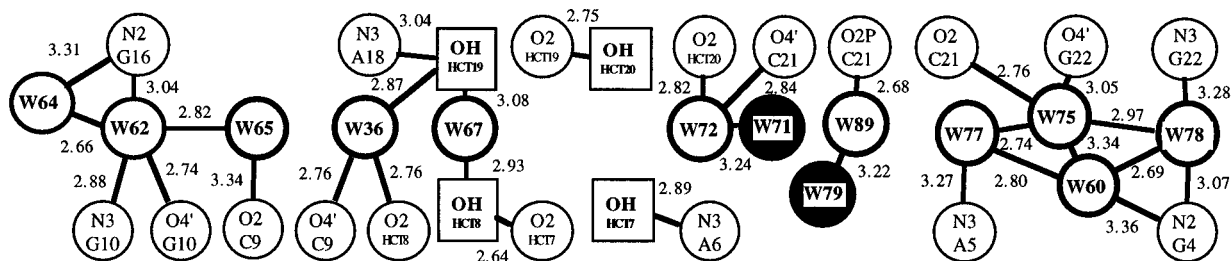 3.31
N2
G16
W64
3.04
2.82
W62
W65
2.66
2.88
2.74
3.34
N3
G10
O4'
G10
O2
C9
N3
A18
3.04
OH
HCT19
2.87
3.08
W36
W67
2.76
2.76
2.93
O4'
C9
O2
HCT8
OH
HCT8
2.64
O2
HCT7
O2
HCT19
2.75
OH
HCT20
OH
HCT7
2.89
N3
A6
O2
HCT20
O4'
C21
2.82
2.84
W72
W71
3.24
O2P
C21
2.68
W89
3.22
W79
O2
C21
O4'
G22
N3
G22
2.76
3.05
3.28
W75
2.97
W77
W78
2.74
3.34
2.69
3.27
2.80
W60
3.07
3.36
N3
A5
N2
G4